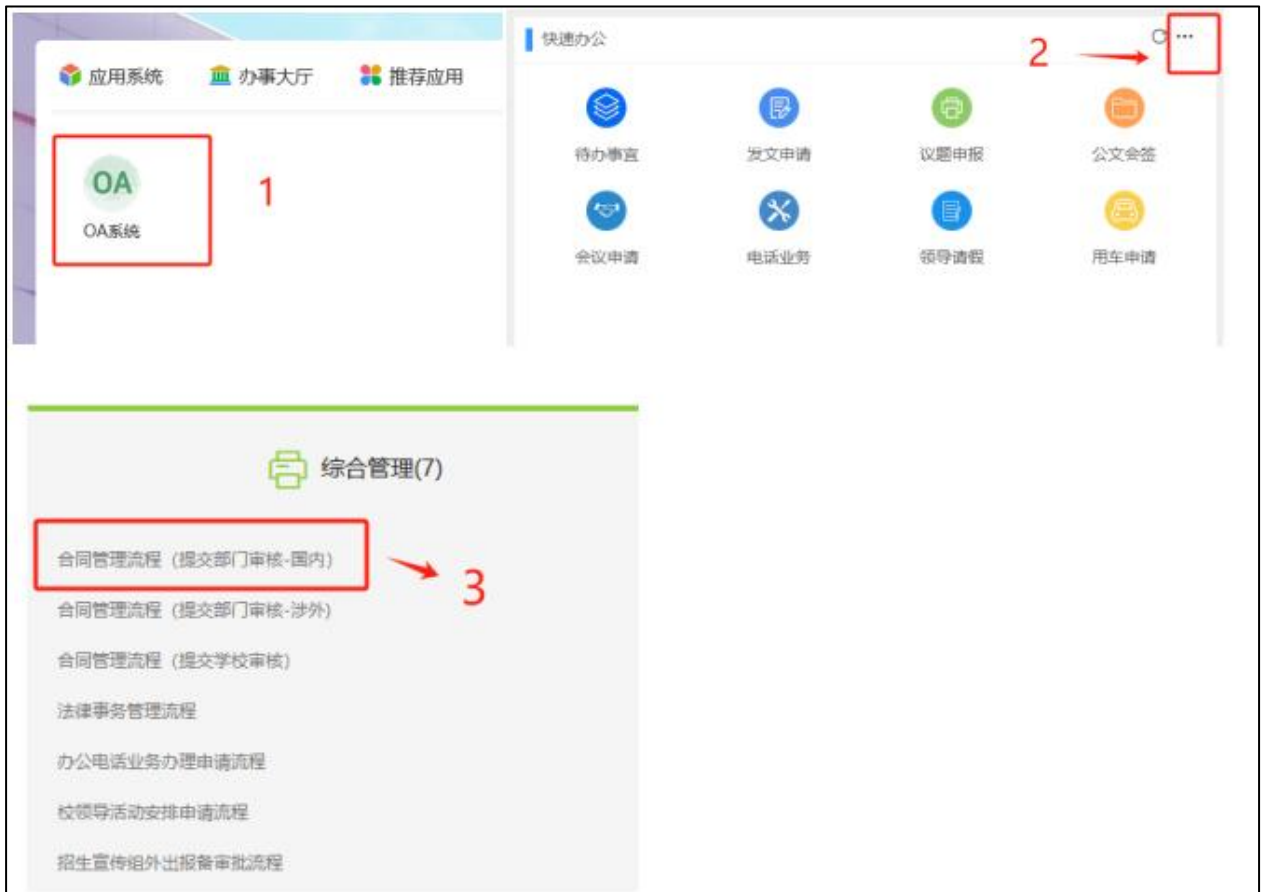 应用系统 办事大厅 推荐应用
OA
OA系统
1
快速办公
2
待办事宜 发文申请 议题申报 公文会签
会议申请 电话业务 领导请假 用车申请
综合管理(7)
合同管理流程（提交部门审核-国内）
3
合同管理流程（提交部门审核-涉外）
合同管理流程（提交学校审核）
法律事务管理流程
办公电话业务办理申请流程
校领导活动安排申请流程
招生宣传组外出报备审批流程